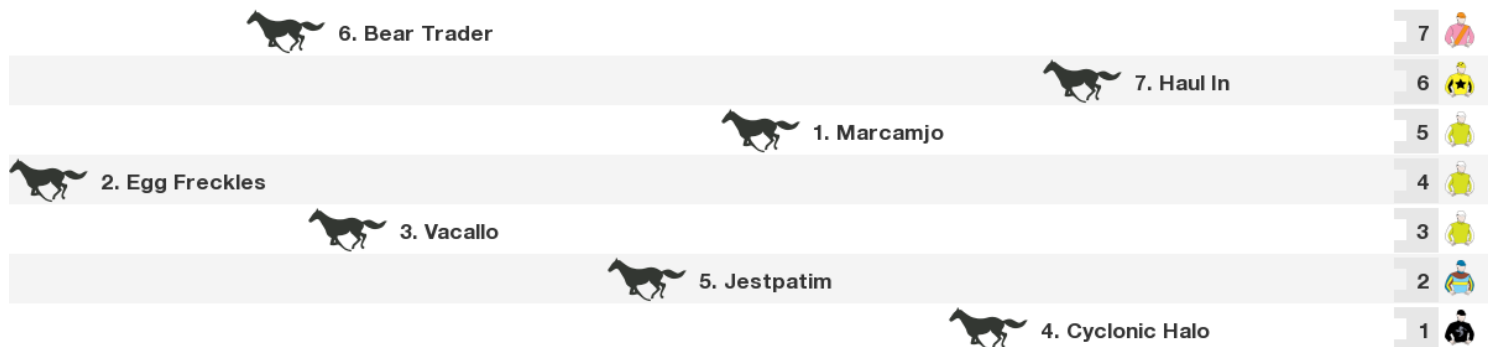 6. Bear Trader 7
7. Haul In 6
1. Marcamjo 5
2. Egg Freckles 4
3. Vacallo 3
5. Jestpatim 2
4. Cyclonic Halo 1